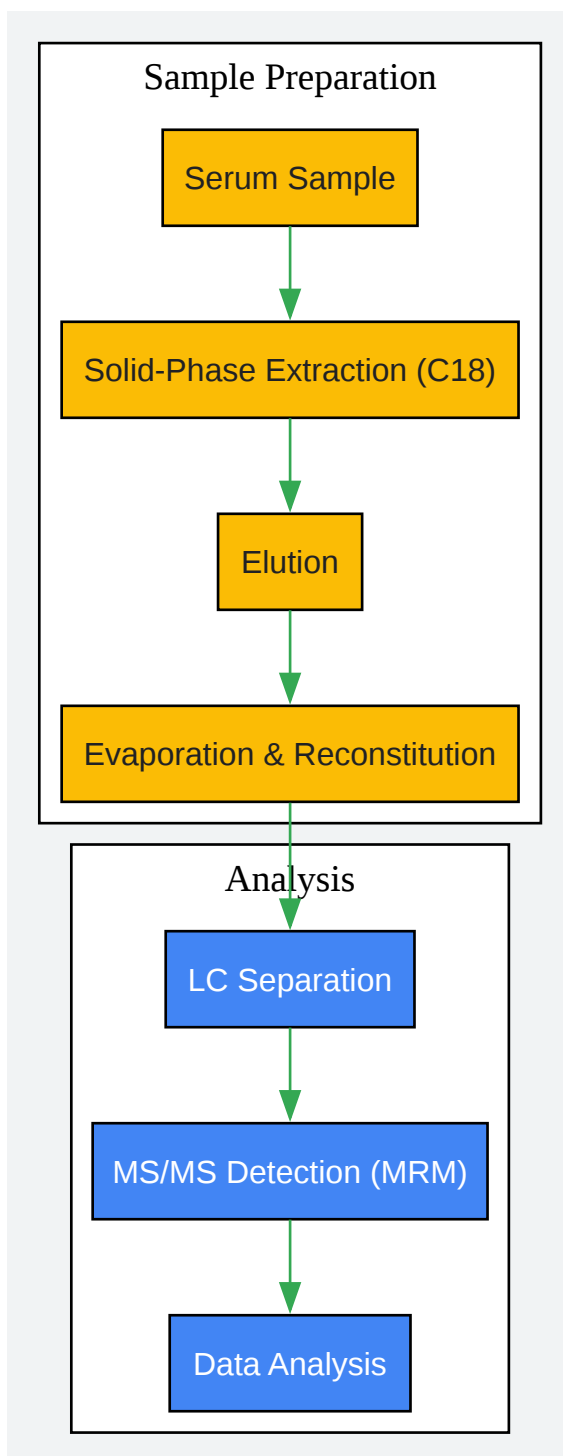 Sample Preparation
Serum Sample
Solid-Phase Extraction (C18)
Elution
Evaporation & Reconstitution
Analysis
LC Separation
MS/MS Detection (MRM)
Data Analysis